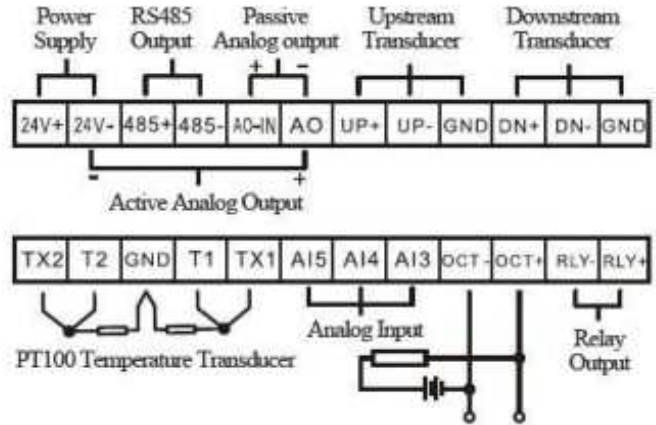 Power Supply
RS485 Output
Passive Analog output
Upstream Transducer
Downstream Transducer
+ −
24V+ 24V- 485+ 485- AO-IN AO UP+ UP- GND DN+ DN- GND
- +
Active Analog Output
TX2 T2 GND T1 TX1 AI5 AI4 AI3 OCT- OCT+ RLY- RLY+
Analog Input
Relay Output
PT100 Temperature Transducer